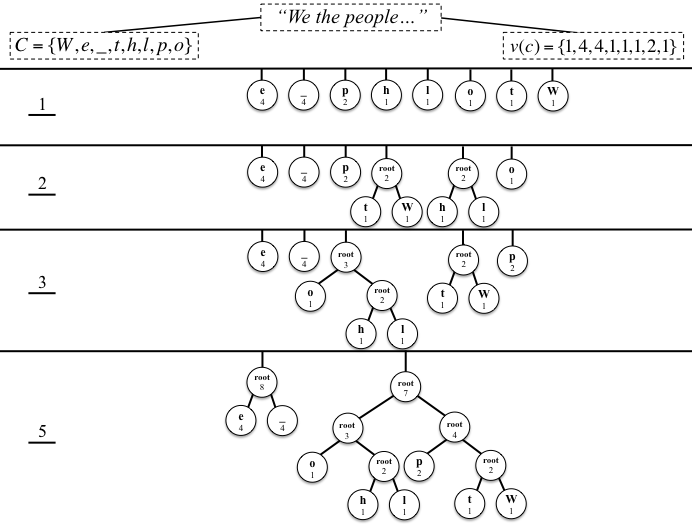 “We the people…”
C = {W,e,_,t,h,l,p,o}
v(c) = {1,4,4,1,1,1,2,1}
1
e _ p h l o t W
4 4 2 1 1 1 1 1
2
e _ p root root o
4 4 2 2 2 1
t W h l
1 1 1 1
3
e _ root root p
4 4 3 2 2
o root t W
1 2 1 1
h l
1 1
5
root root
8 7
e _ root root
4 4 3 4
o root p root
1 2 2 2
h l t W
1 1 1 1